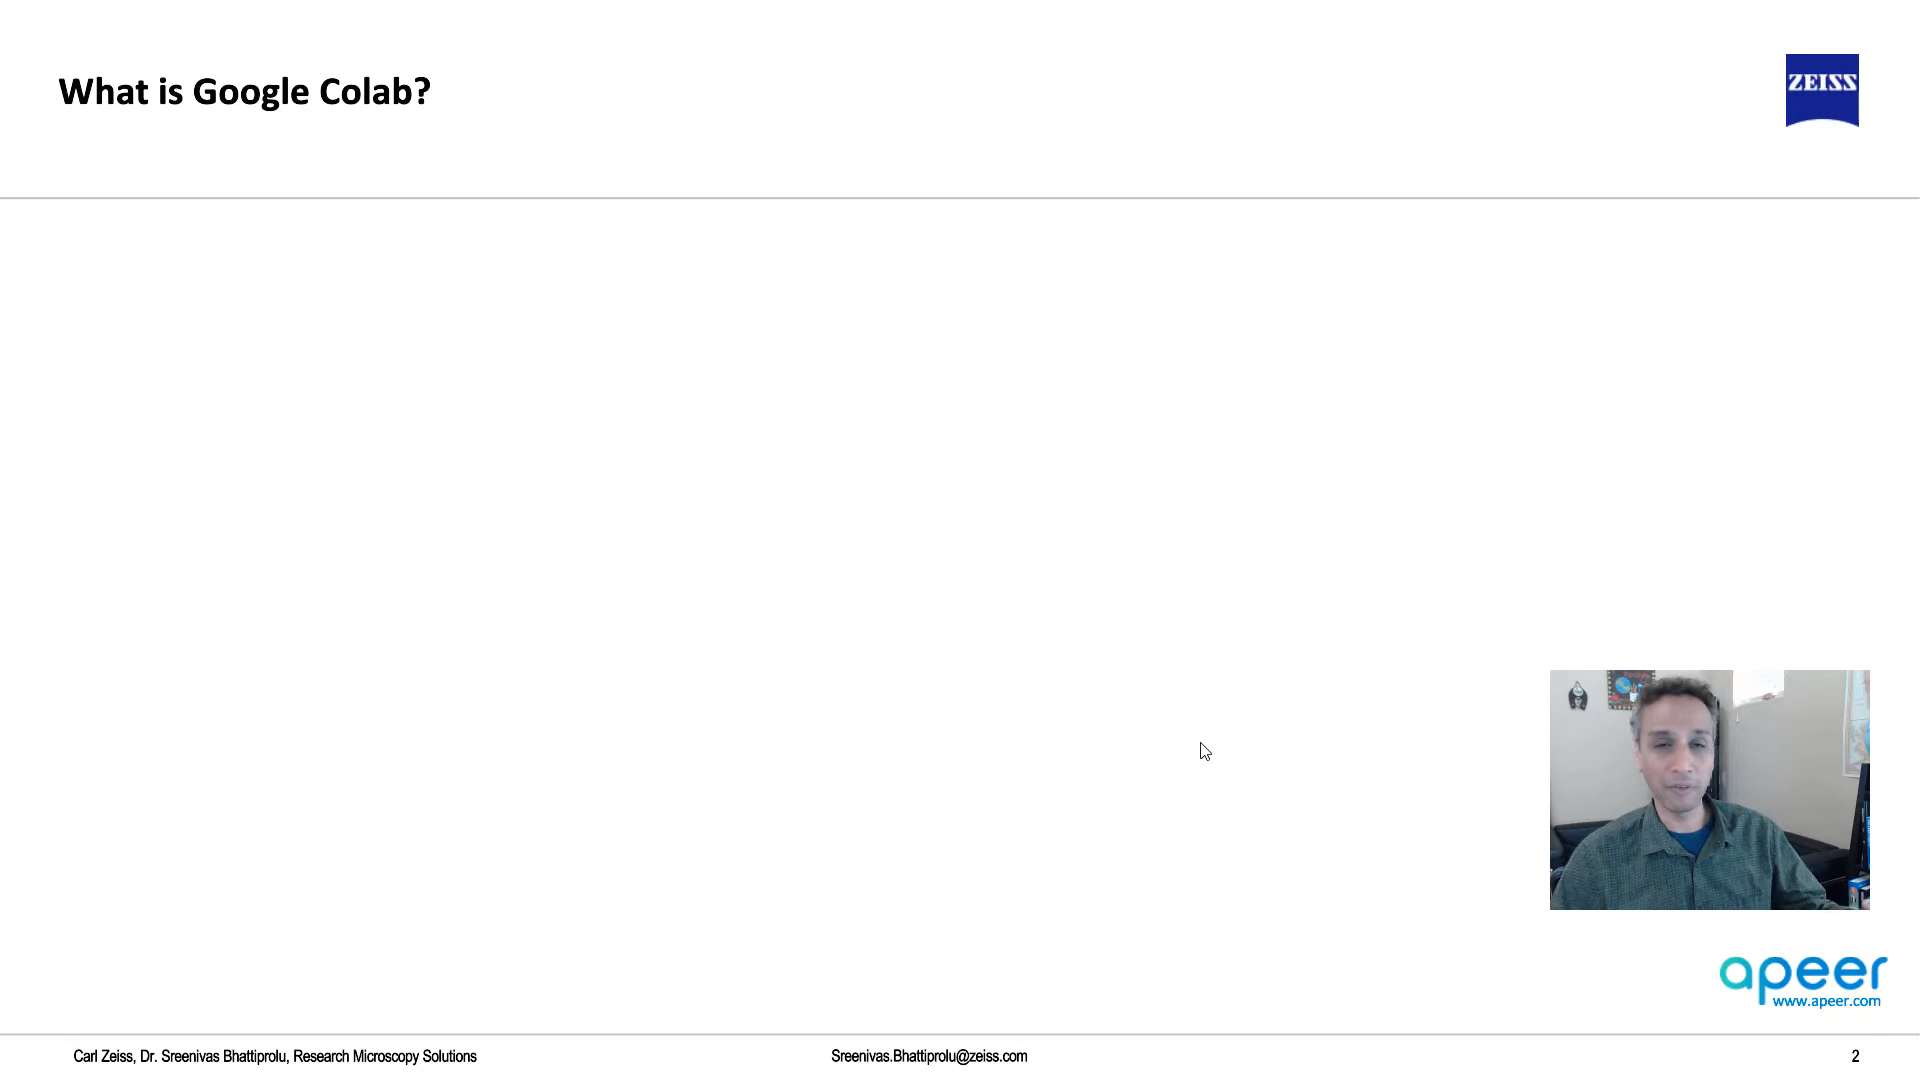 What is Google Colab?
ZEISS
apeer
www.apeer.com
Carl Zeiss, Dr. Sreenivas Bhattiprolu, Research Microscopy Solutions
Sreenivas.Bhattiprolu@zeiss.com
2